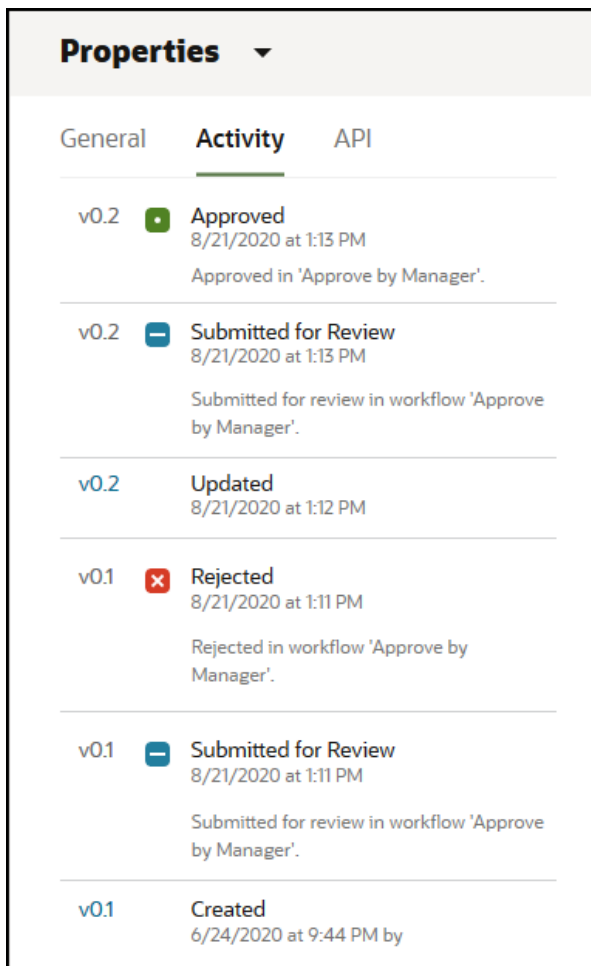 Properties
General Activity API
v0.2 Approved
8/21/2020 at 1:13 PM
Approved in 'Approve by Manager'.
v0.2 Submitted for Review
8/21/2020 at 1:13 PM
Submitted for review in workflow 'Approve
by Manager'.
v0.2 Updated
8/21/2020 at 1:12 PM
v0.1 Rejected
8/21/2020 at 1:11 PM
Rejected in workflow 'Approve by
Manager'.
v0.1 Submitted for Review
8/21/2020 at 1:11 PM
Submitted for review in workflow 'Approve
by Manager'.
v0.1 Created
6/24/2020 at 9:44 PM by